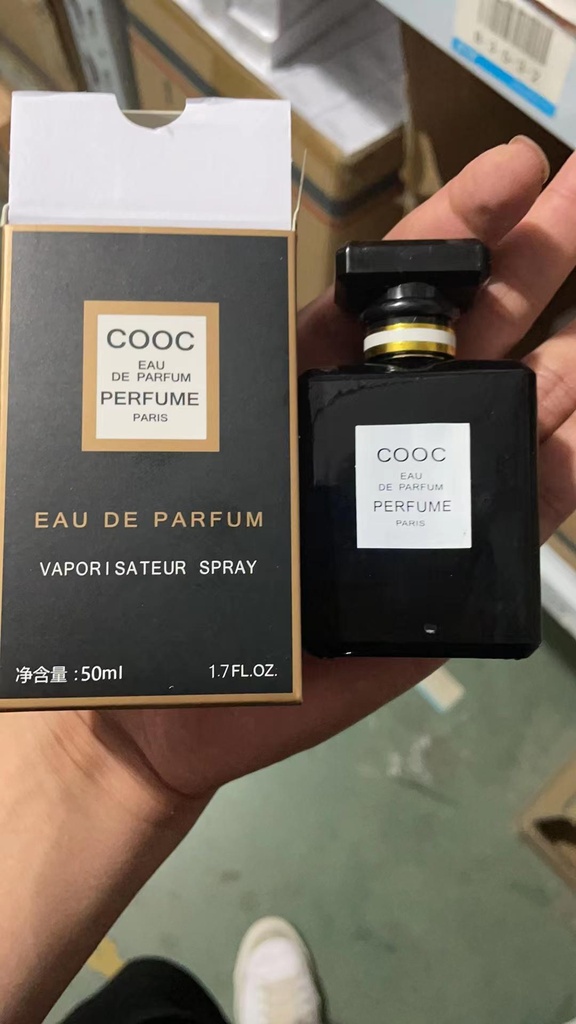 COOC
EAU
DE PARFUM
PERFUME
PARIS
EAU DE PARFUM
VAPORISATEUR SPRAY
净含量:50ml
1.7FL.OZ.
COOC
EAU
DE PARFUM
PERFUME
PARIS